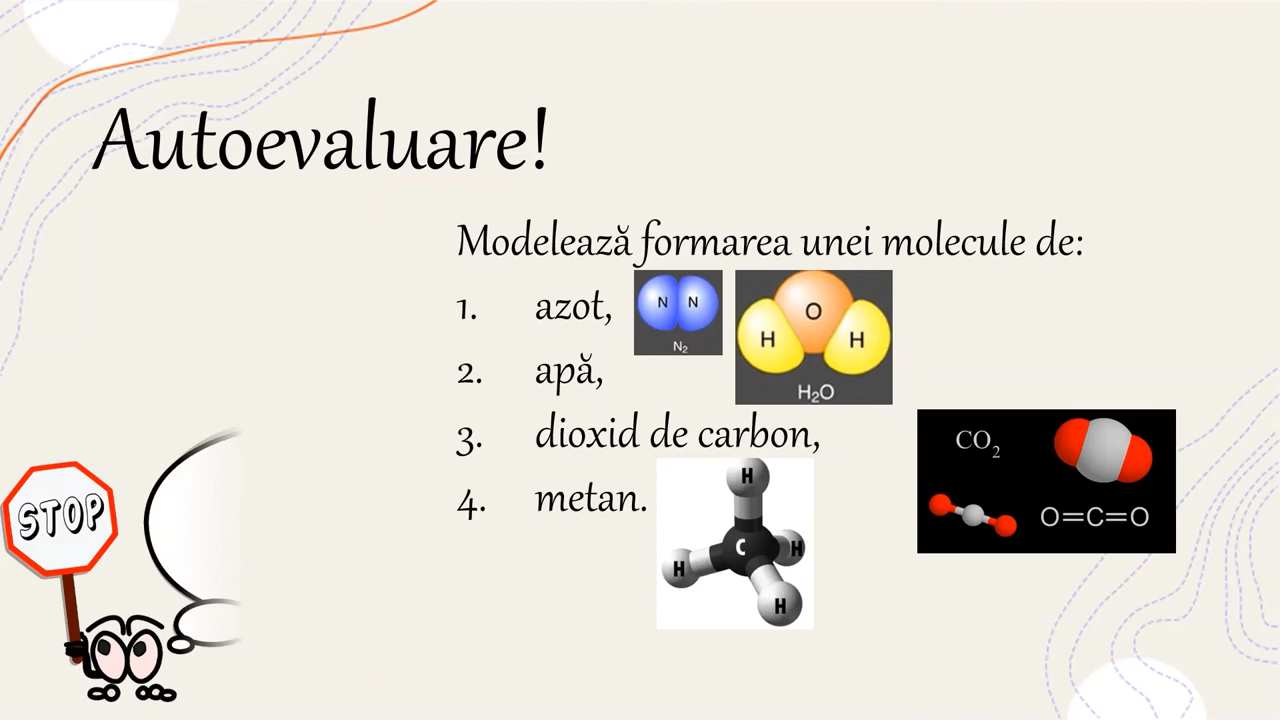 Autoevaluare!
Modelează formarea unei molecule de:
1. azot,
N N
N₂
O
H H
H₂O
2. apă,
3. dioxid de carbon,
CO₂
O=C=O
4. metan.
H
C H
H
H
STOP